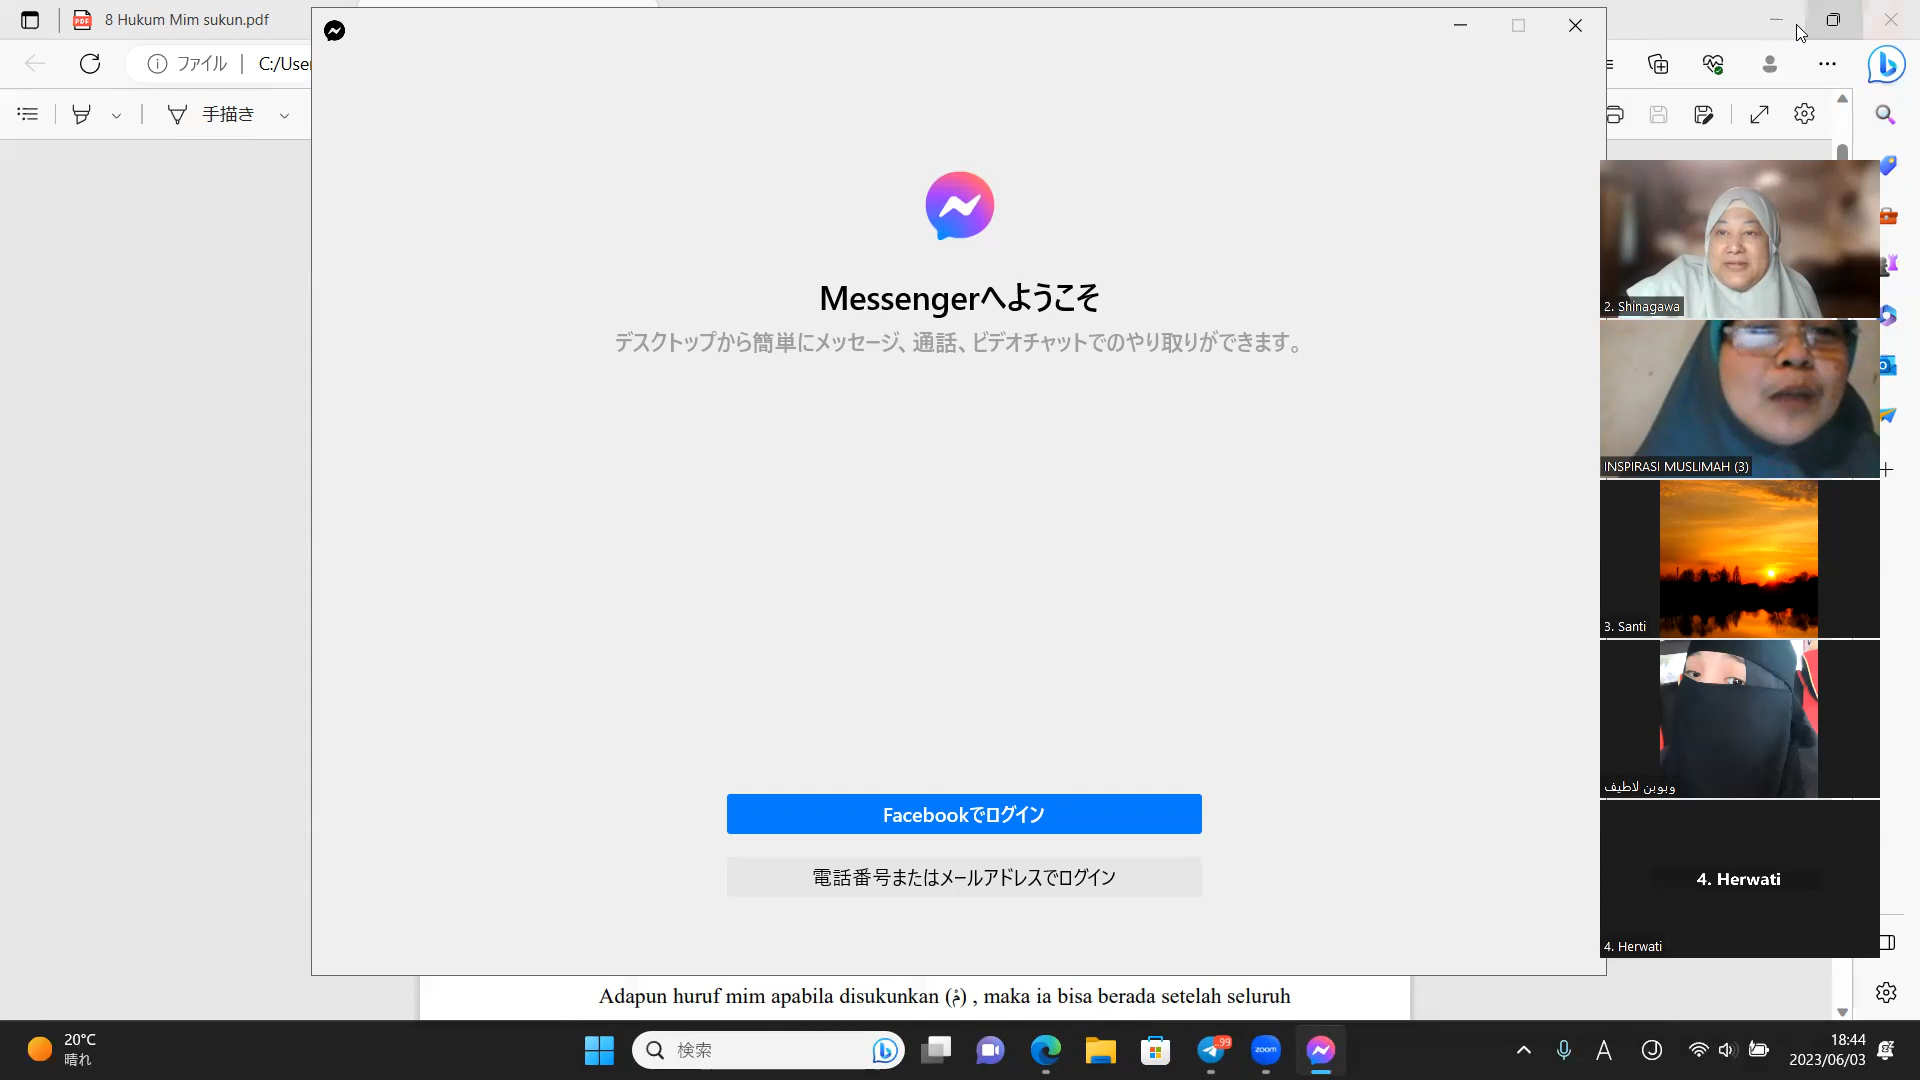 8 Hukum Mim sukun.pdf
ファイル
C:/User
手描き
Messengerへようこそ
デスクトップから簡単にメッセージ、通話、ビデオチャットでのやり取りができます。
Facebookでログイン
電話番号またはメールアドレスでログイン
2. Shinagawa
INSPIRASI MUSLIMAH (3)
3. Santi
ويوين لاطيف
4. Herwati
4. Herwati
Adapun huruf mim apabila disukunkan (مْ) , maka ia bisa berada setelah seluruh
20°C
晴れ
検索
99
zoom
A
J
18:44
2023/06/03